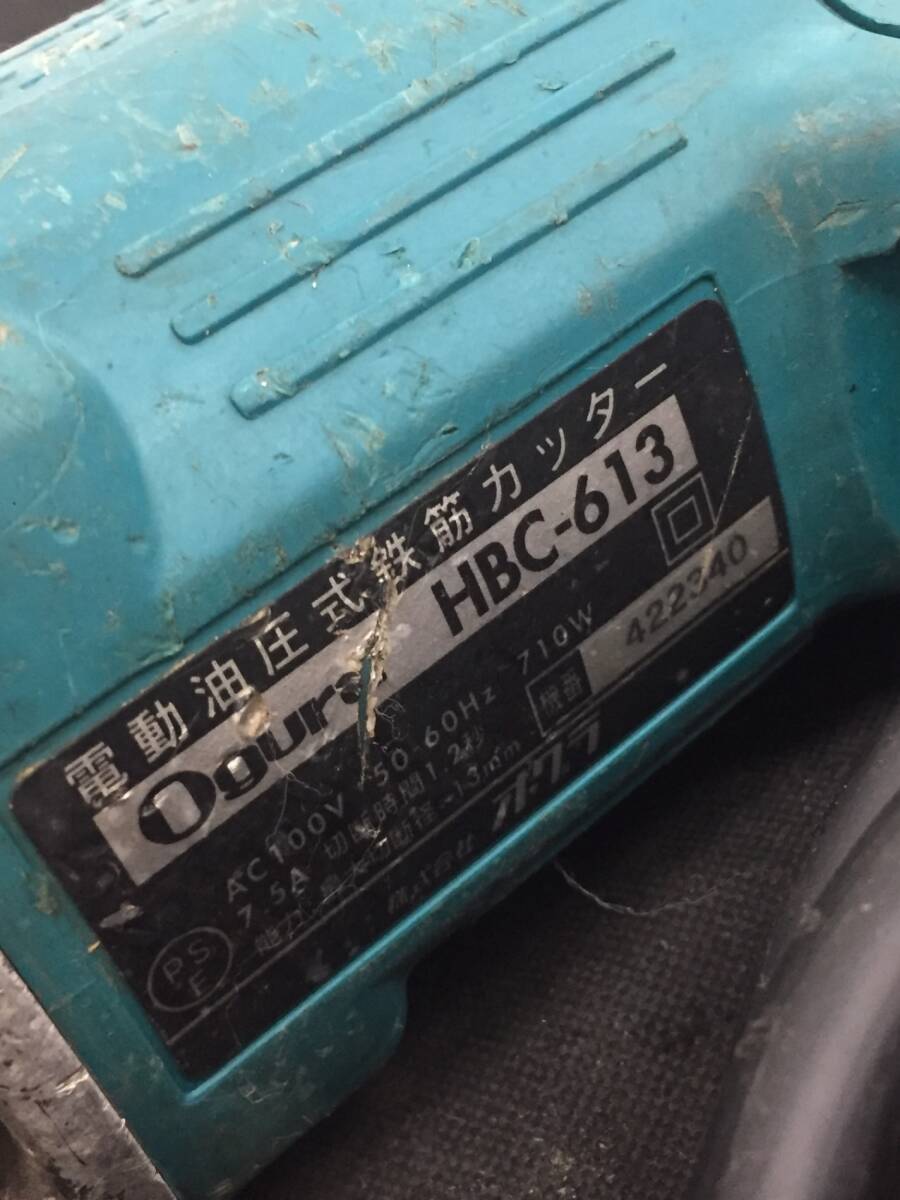 電動油圧式鉄筋カッター
Ogura HBC-613
AC100V 50-60Hz 710W
7.5A 切断時間1.2秒
能力 最大 径-13mm
機番 422340
株式会社 オグラ
PSE